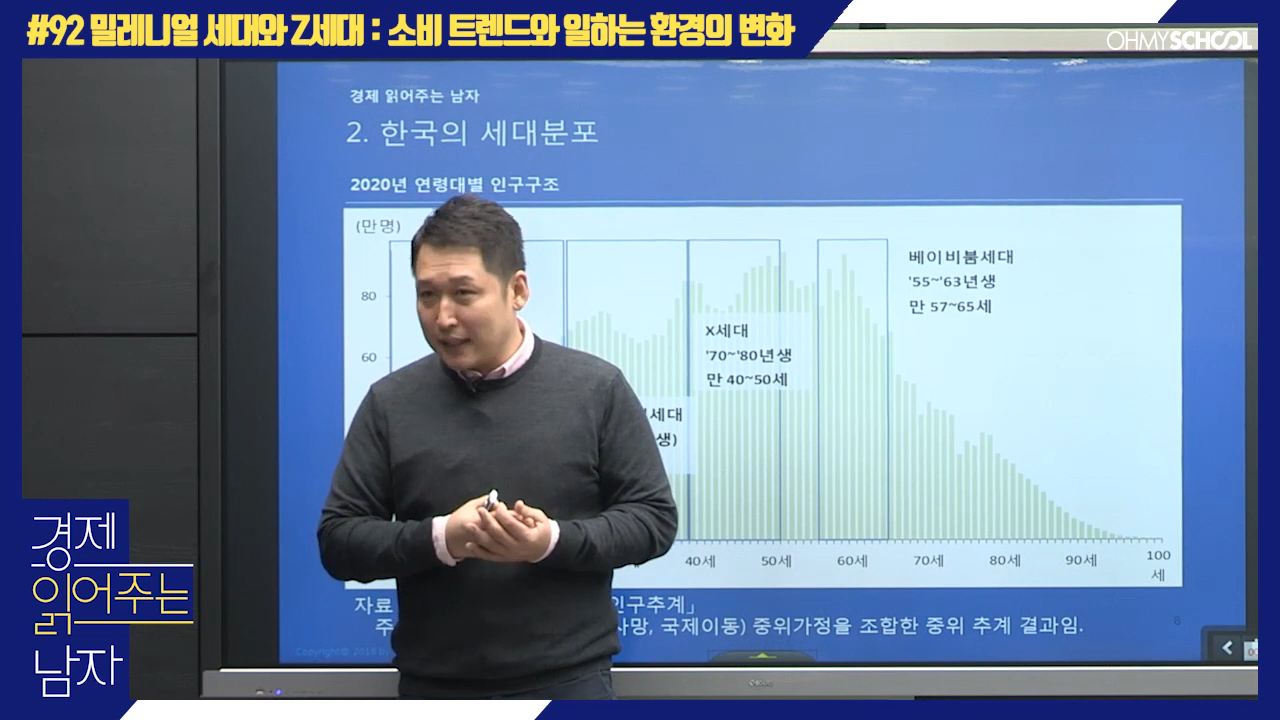 #92 밀레니얼 세대와 Z세대 : 소비 트렌드와 일하는 환경의 변화
OHMYSCHOOL
경제 읽어주는 남자
2. 한국의 세대분포
2020년 연령대별 인구구조
(만명)
80
60
베이비붐세대
'55~'63년생
만 57~65세
X세대
'70~'80년생
만 40~50세
세대
생)
40세
50세
60세
70세
80세
90세
100
세
자료
인구추계」
사망, 국제이동) 중위가정을 조합한 중위 추계 결과임.
8
경제
읽어주는
남자